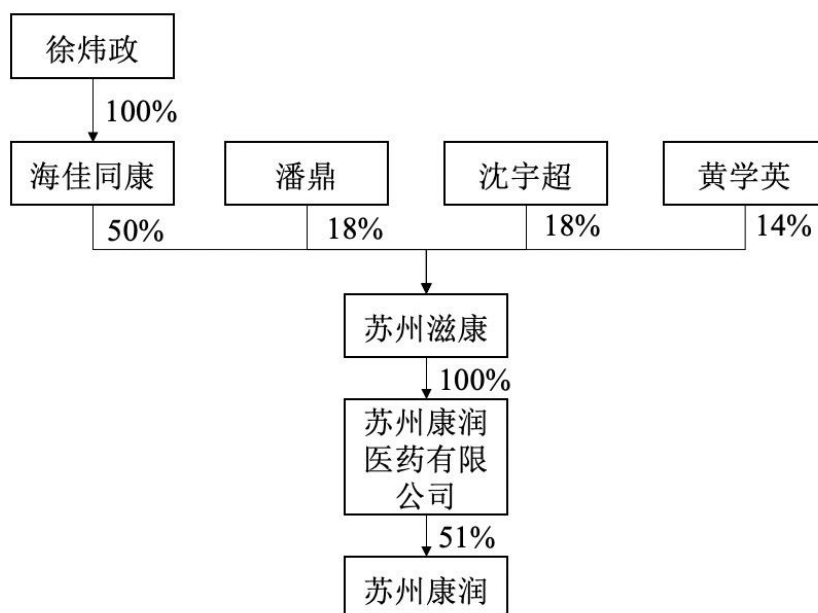 徐炜政
100%
海佳同康
潘鼎
沈宇超
黄学英
50%
18%
18%
14%
苏州滋康
100%
苏州康润
医药有限
公司
51%
苏州康润